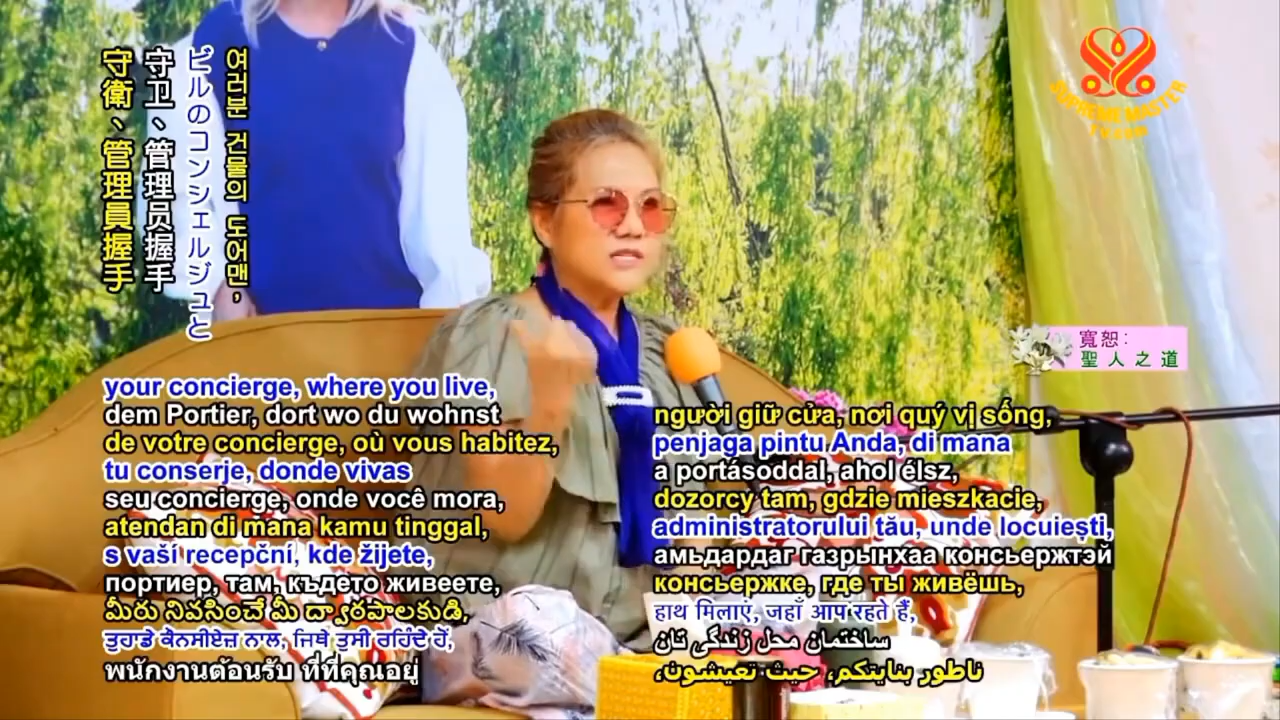 여러분 건물의 도어맨,
ビルのコンシェルジュと
守卫、管理员握手
守衛、管理員握手
SUPREME MASTER
TV.COM
寬恕：
聖人之道
your concierge, where you live,
dem Portier, dort wo du wohnst
de votre concierge, où vous habitez,
tu conserje, donde vivas
seu concierge, onde você mora,
atendan di mana kamu tinggal,
s vaší recepční, kde žijete,
портиер, там, където живеете,
మీరు నివసించే మీ ద్వారపాలకుడి,
ਤੁਹਾਡੇ ਕੋਨਸੀਏਜ਼ ਨਾਲ, ਜਿਥੇ ਤੁਸੀ ਰਹਿੰਦੇ ਹੋਂ,
พนักงานต้อนรับ ที่ที่คุณอยู่
người giữ cửa, nơi quý vị sống,
penjaga pintu Anda, di mana
a portásoddal, ahol élsz,
dozorcy tam, gdzie mieszkacie,
administratorului tău, unde locuiești,
амьдардаг газрынхаа консьержтэй
консьержке, где ты живёшь,
हाथ मिलाएं, जहाँ आप रहते हैं,
ساختمان محل زندگی تان
ناطور بنايتكم، حيث تعيشون،